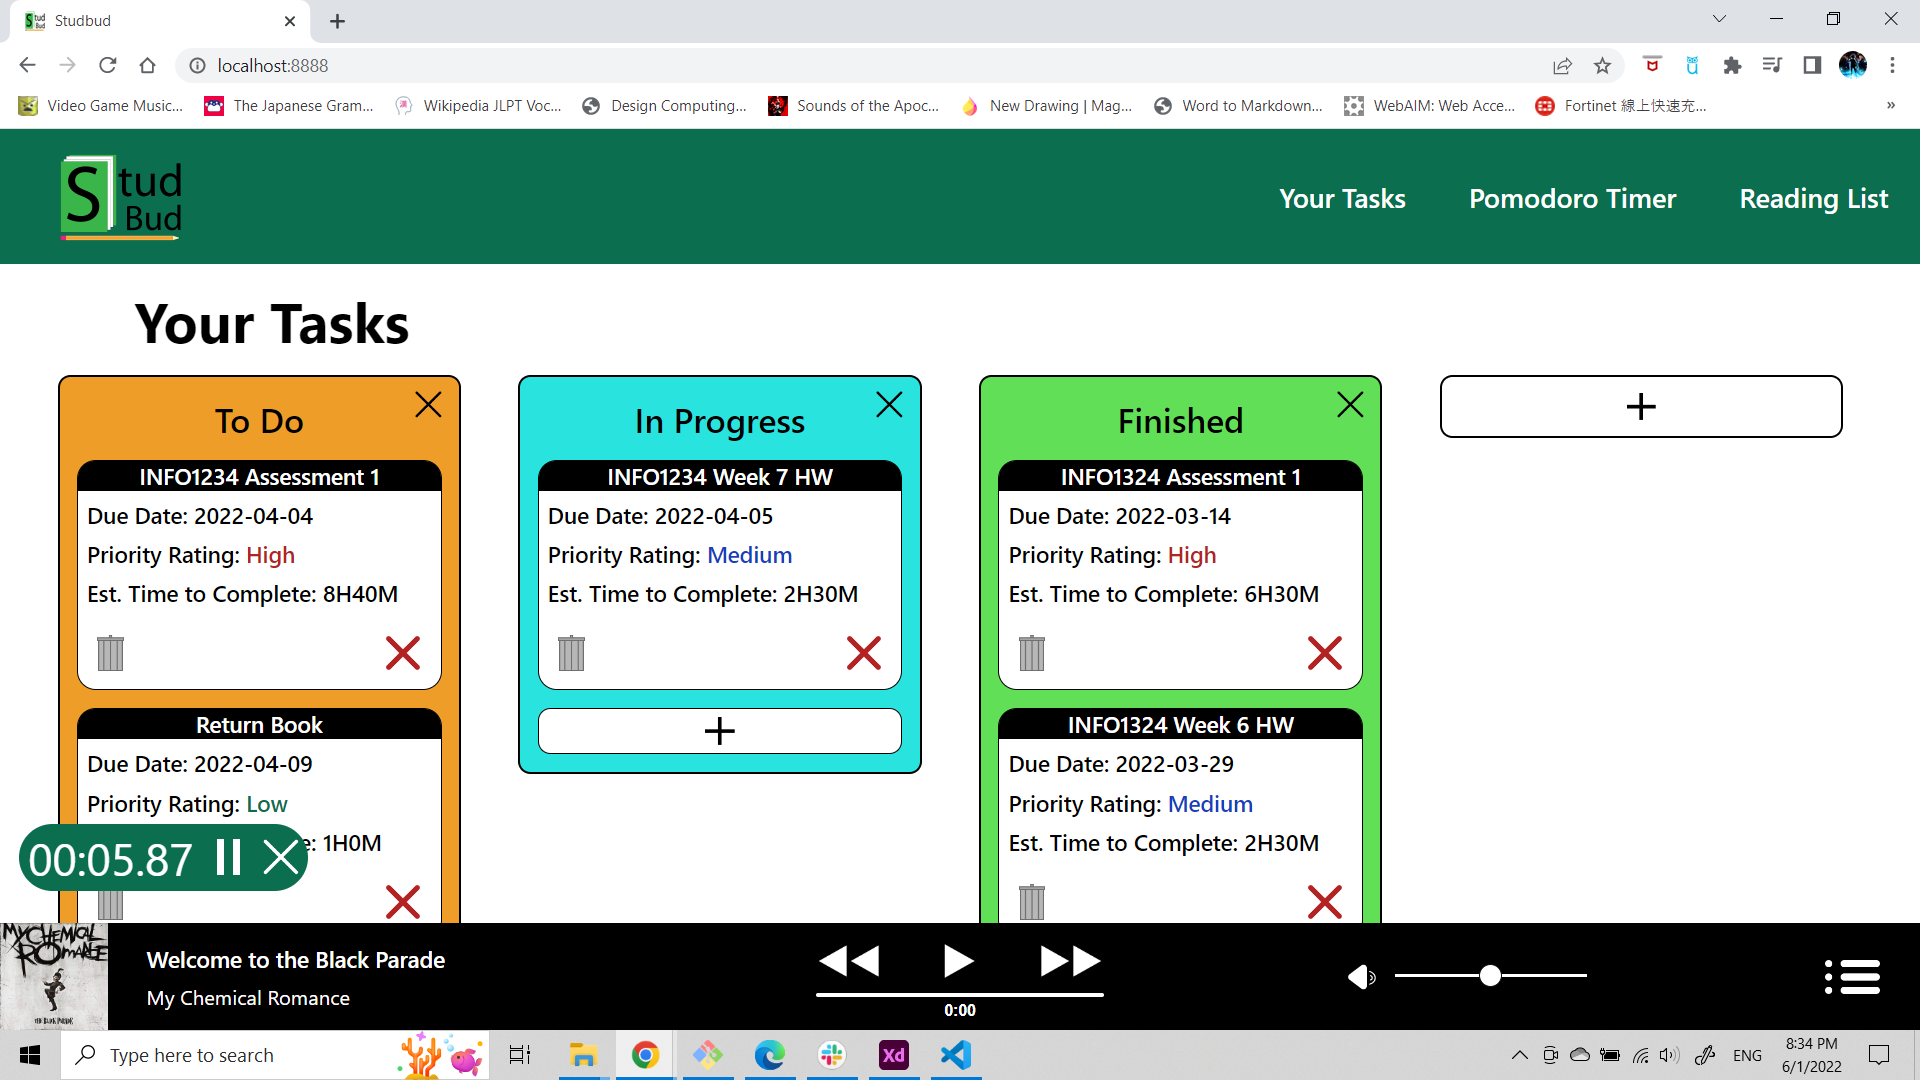 Studbud
localhost:8888
Video Game Music...
The Japanese Gram...
Wikipedia JLPT Voc...
Design Computing...
Sounds of the Apoc...
New Drawing | Mag...
Word to Markdown...
WebAIM: Web Acce...
Fortinet 線上快速充...
Stud
Bud
Your Tasks
Pomodoro Timer
Reading List
Your Tasks
To Do
INFO1234 Assessment 1
Due Date: 2022-04-04
Priority Rating: High
Est. Time to Complete: 8H40M
Return Book
Due Date: 2022-04-09
Priority Rating: Low
e: 1H0M
In Progress
INFO1234 Week 7 HW
Due Date: 2022-04-05
Priority Rating: Medium
Est. Time to Complete: 2H30M
Finished
INFO1324 Assessment 1
Due Date: 2022-03-14
Priority Rating: High
Est. Time to Complete: 6H30M
INFO1324 Week 6 HW
Due Date: 2022-03-29
Priority Rating: Medium
Est. Time to Complete: 2H30M
00:05.87
MY CHEMICAL
ROMANCE
THE BLACK PARADE
Welcome to the Black Parade
My Chemical Romance
0:00
Type here to search
Xd
ENG
8:34 PM
6/1/2022